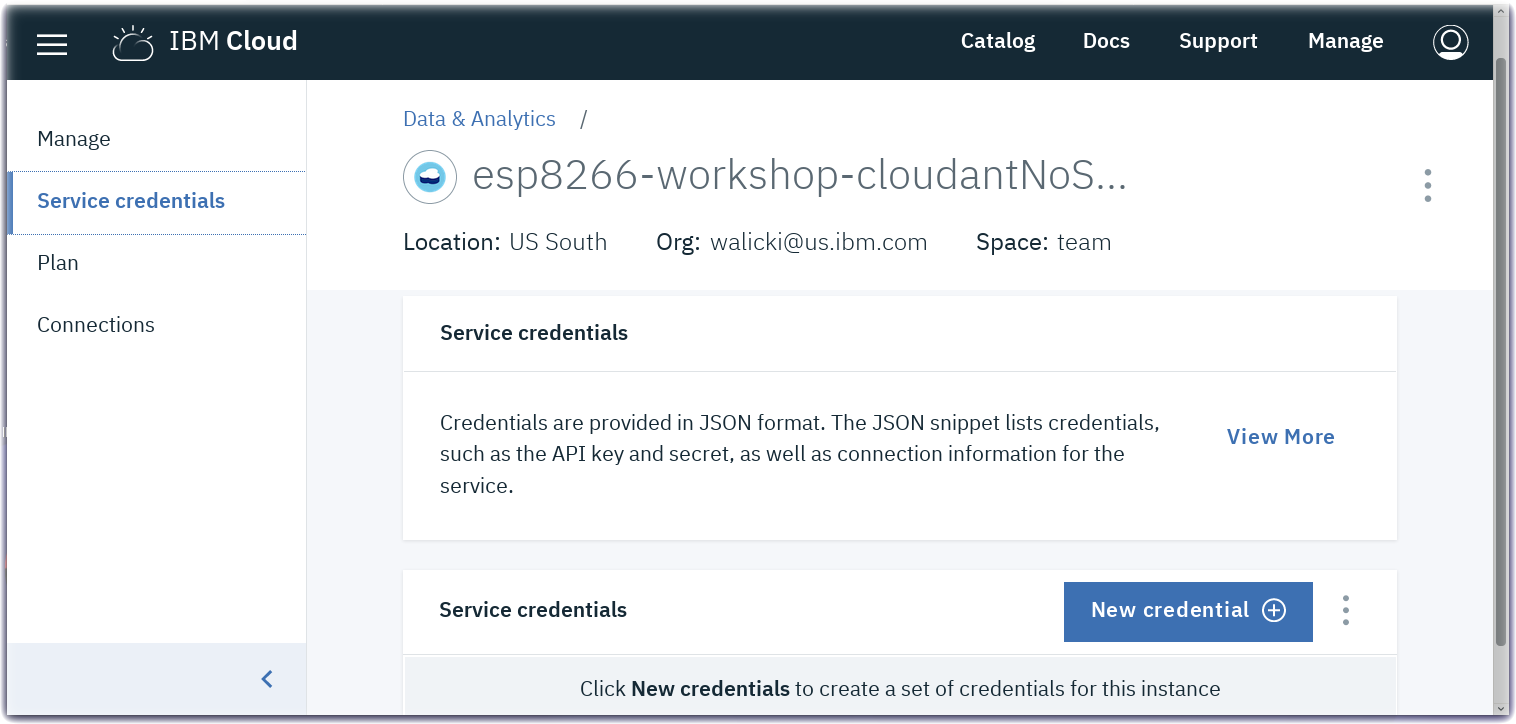 IBM Cloud
Catalog Docs Support Manage
Manage
Service credentials
Plan
Connections
Data & Analytics /
esp8266-workshop-cloudantNoS...
Location: US South Org: walicki@us.ibm.com Space: team
Service credentials
Credentials are provided in JSON format. The JSON snippet lists credentials,
such as the API key and secret, as well as connection information for the
service.
View More
Service credentials
New credential
Click New credentials to create a set of credentials for this instance